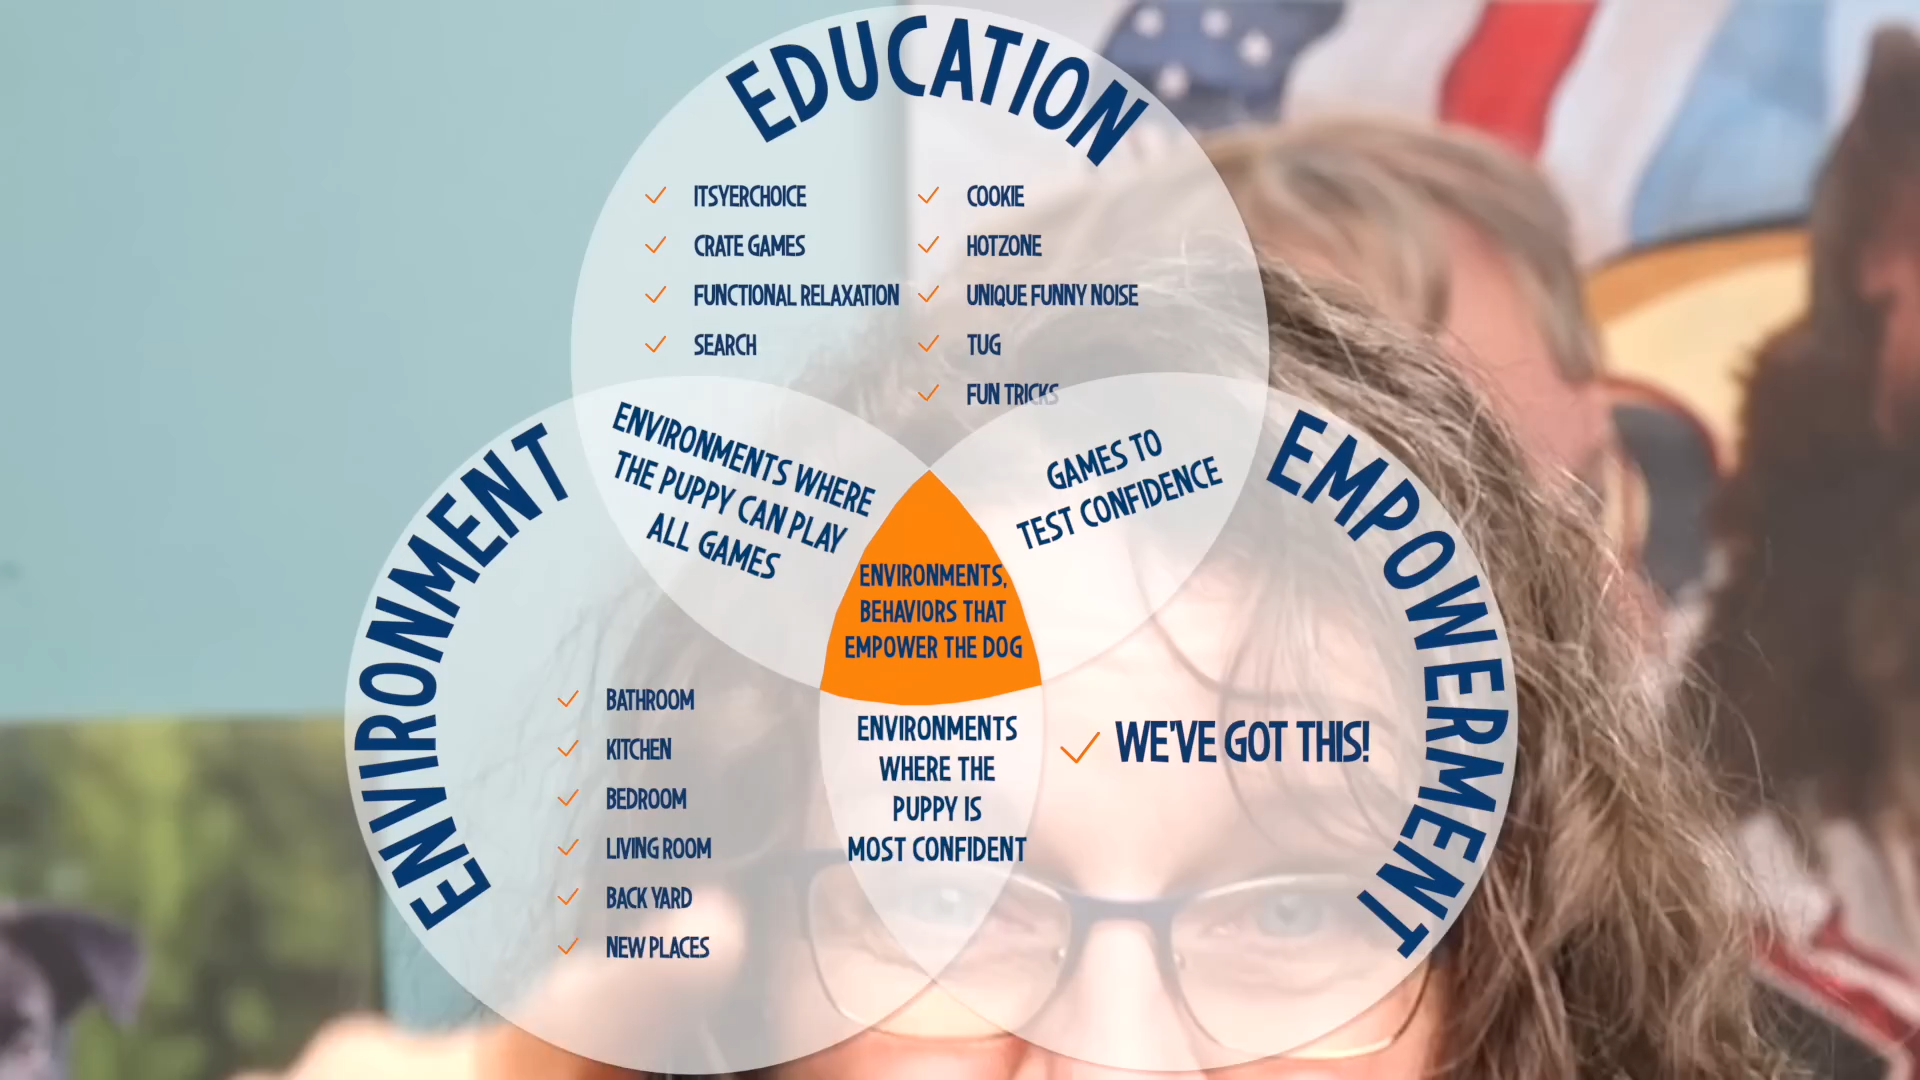 EDUCATION
ITSYERCHOICE
CRATE GAMES
FUNCTIONAL RELAXATION
SEARCH
COOKIE
HOTZONE
UNIQUE FUNNY NOISE
TUG
FUN TRICKS
ENVIRONMENTS WHERE
THE PUPPY CAN PLAY
ALL GAMES
GAMES TO
TEST CONFIDENCE
ENVIRONMENTS,
BEHAVIORS THAT
EMPOWER THE DOG
ENVIRONMENT
BATHROOM
KITCHEN
BEDROOM
LIVING ROOM
BACK YARD
NEW PLACES
ENVIRONMENTS
WHERE THE
PUPPY IS
MOST CONFIDENT
EMPOWERMENT
WE'VE GOT THIS!